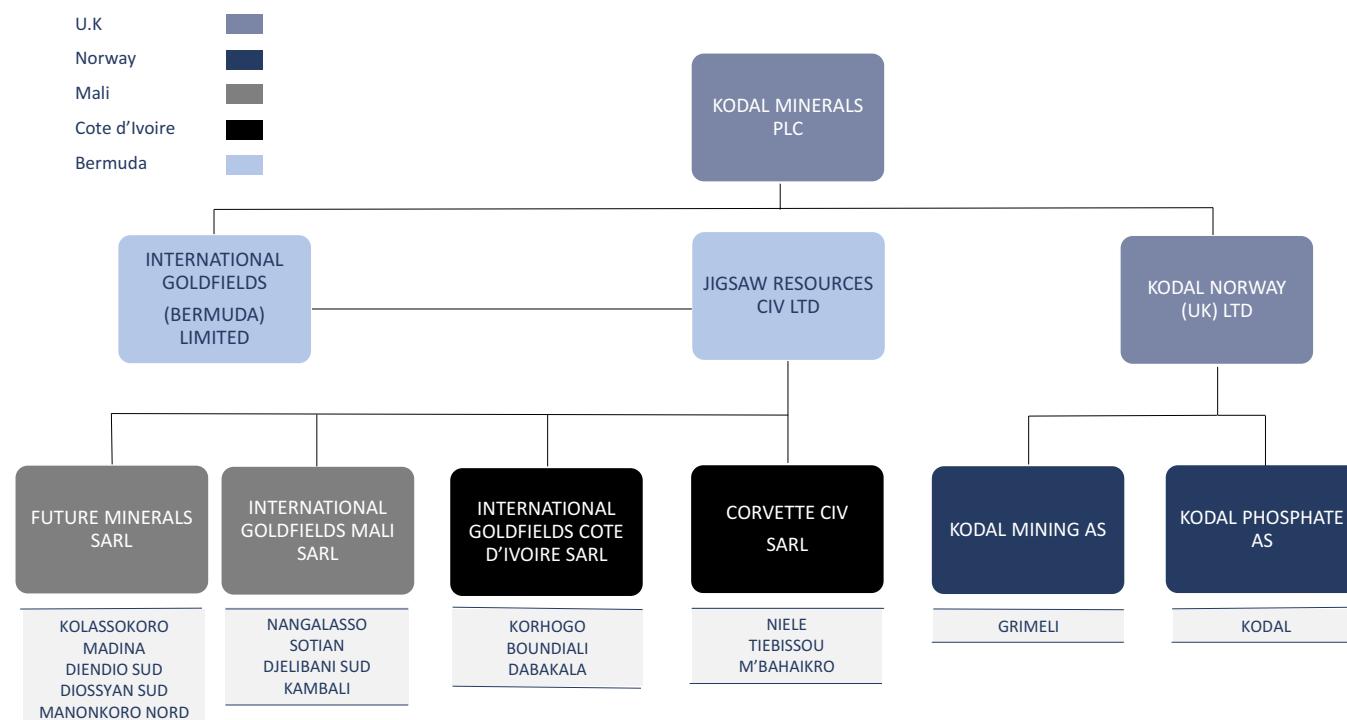 U.K
Norway
Mali
Cote d’Ivoire
Bermuda
KODAL MINERALS
PLC
INTERNATIONAL
GOLDFIELDS
(BERMUDA)
LIMITED
JIGSAW RESOURCES
CIV LTD
KODAL NORWAY
(UK) LTD
FUTURE MINERALS
SARL
INTERNATIONAL
GOLDFIELDS MALI
SARL
INTERNATIONAL
GOLDFIELDS COTE
D’IVOIRE SARL
CORVETTE CIV
SARL
KODAL MINING AS
KODAL PHOSPHATE
AS
KOLASSOKORO
MADINA
DIENDIO SUD
DIOSSYAN SUD
MANONKORO NORD
NANGALASSO
SOTIAN
DJELIBANI SUD
KAMBALI
KORHOGO
BOUNDIALI
DABAKALA
NIELE
TIEBISSOU
M’BAHAIKRO
GRIMELI
KODAL